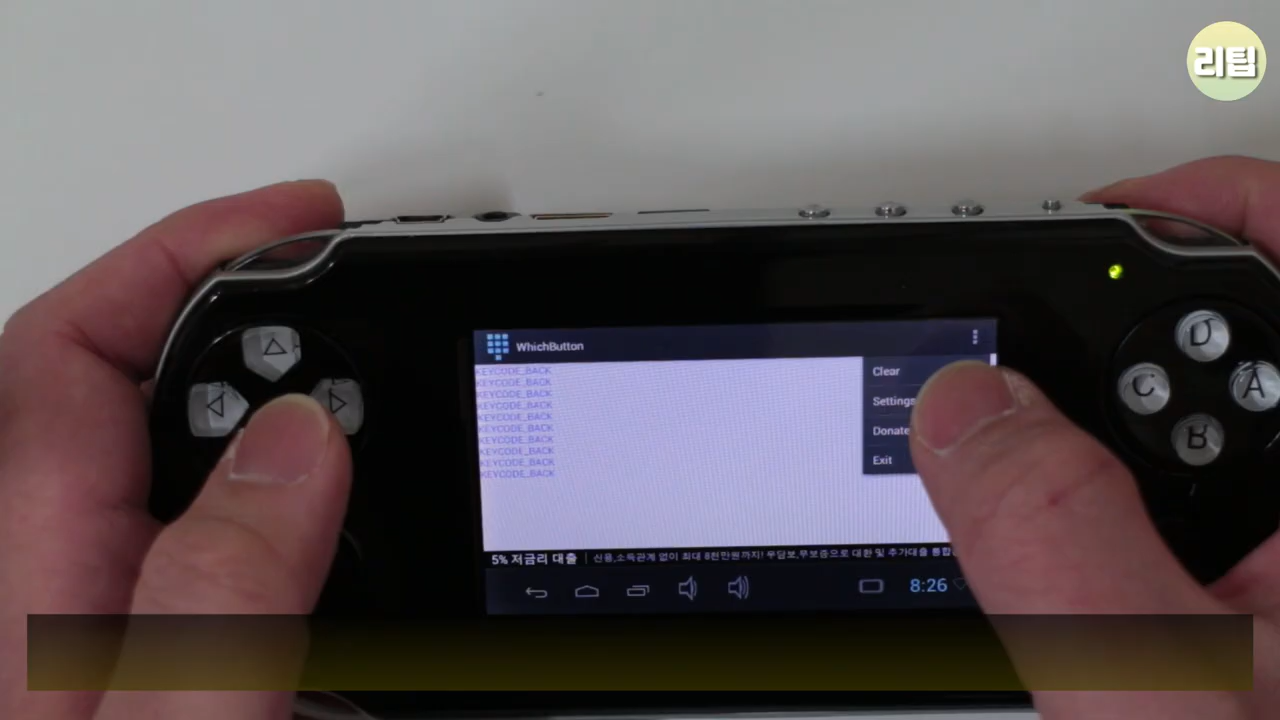 리팁
WhichButton
Clear
KEYCODE_BACK
KEYCODE_BACK
KEYCODE_BACK
KEYCODE_BACK
KEYCODE_BACK
KEYCODE_BACK
KEYCODE_BACK
KEYCODE_BACK
KEYCODE_BACK
KEYCODE_BACK
Settings
Donate
Exit
D
C
A
B
5% 저금리 대출 | 신용,소득관계 없이 최대 8천만원까지! 무담보,무보증으로 대환 및 추가대출 통합
8:26